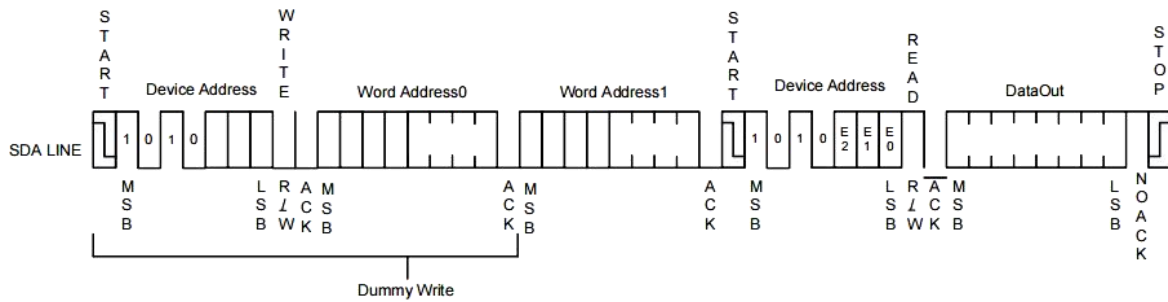 START
WRITE
START
READ
STOP
Device Address
Word Address0
Word Address1
Device Address
DataOut
SDA LINE
1 0 1 0
1 0 1 0 E2 E1 E0
MSB
LSB
R/W
ACK
MSB
ACK
MSB
ACK
MSB
LSB
R/W
ACK
MSB
LSB
NOACK
Dummy Write